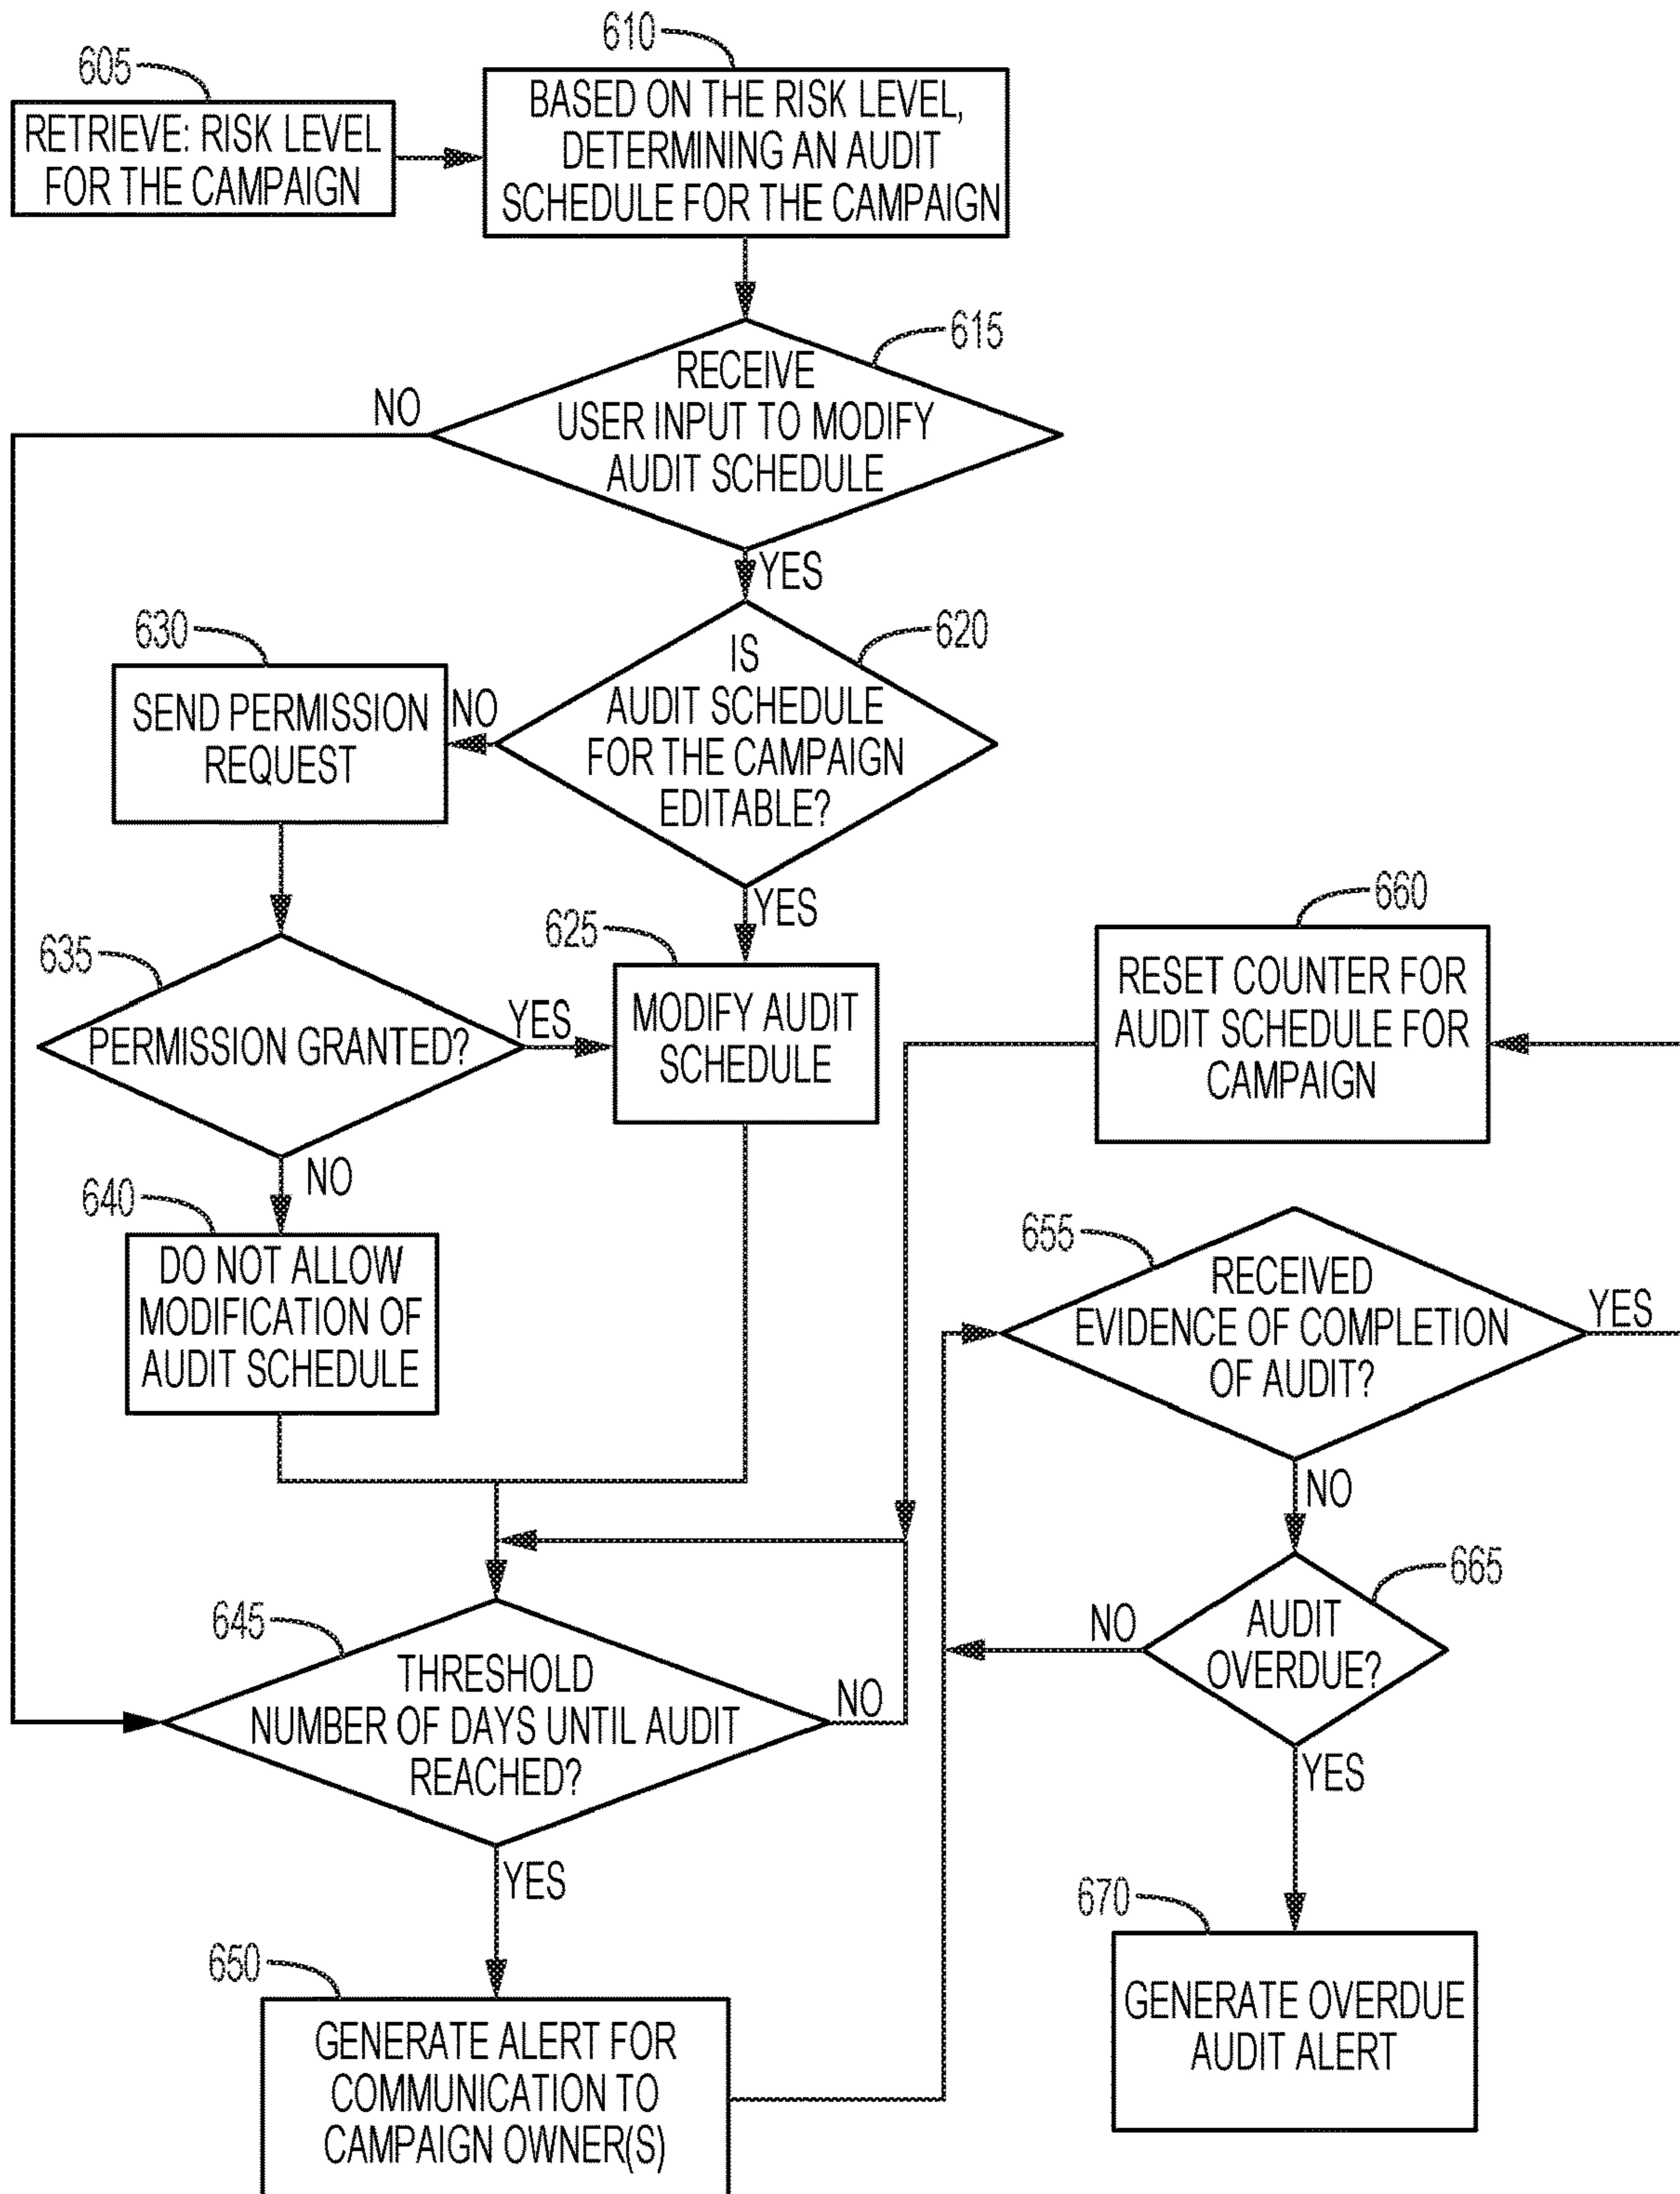 605
RETRIEVE: RISK LEVEL
FOR THE CAMPAIGN
610
BASED ON THE RISK LEVEL,
DETERMINING AN AUDIT
SCHEDULE FOR THE CAMPAIGN
615
RECEIVE
USER INPUT TO MODIFY
AUDIT SCHEDULE
NO
YES
620
IS
AUDIT SCHEDULE
FOR THE CAMPAIGN
EDITABLE?
NO
YES
630
SEND PERMISSION
REQUEST
635
PERMISSION GRANTED?
YES
NO
625
MODIFY AUDIT
SCHEDULE
640
DO NOT ALLOW
MODIFICATION OF
AUDIT SCHEDULE
645
THRESHOLD
NUMBER OF DAYS UNTIL AUDIT
REACHED?
NO
YES
650
GENERATE ALERT FOR
COMMUNICATION TO
CAMPAIGN OWNER(S)
660
RESET COUNTER FOR
AUDIT SCHEDULE FOR
CAMPAIGN
655
RECEIVED
EVIDENCE OF COMPLETION
OF AUDIT?
YES
NO
665
AUDIT
OVERDUE?
NO
YES
670
GENERATE OVERDUE
AUDIT ALERT